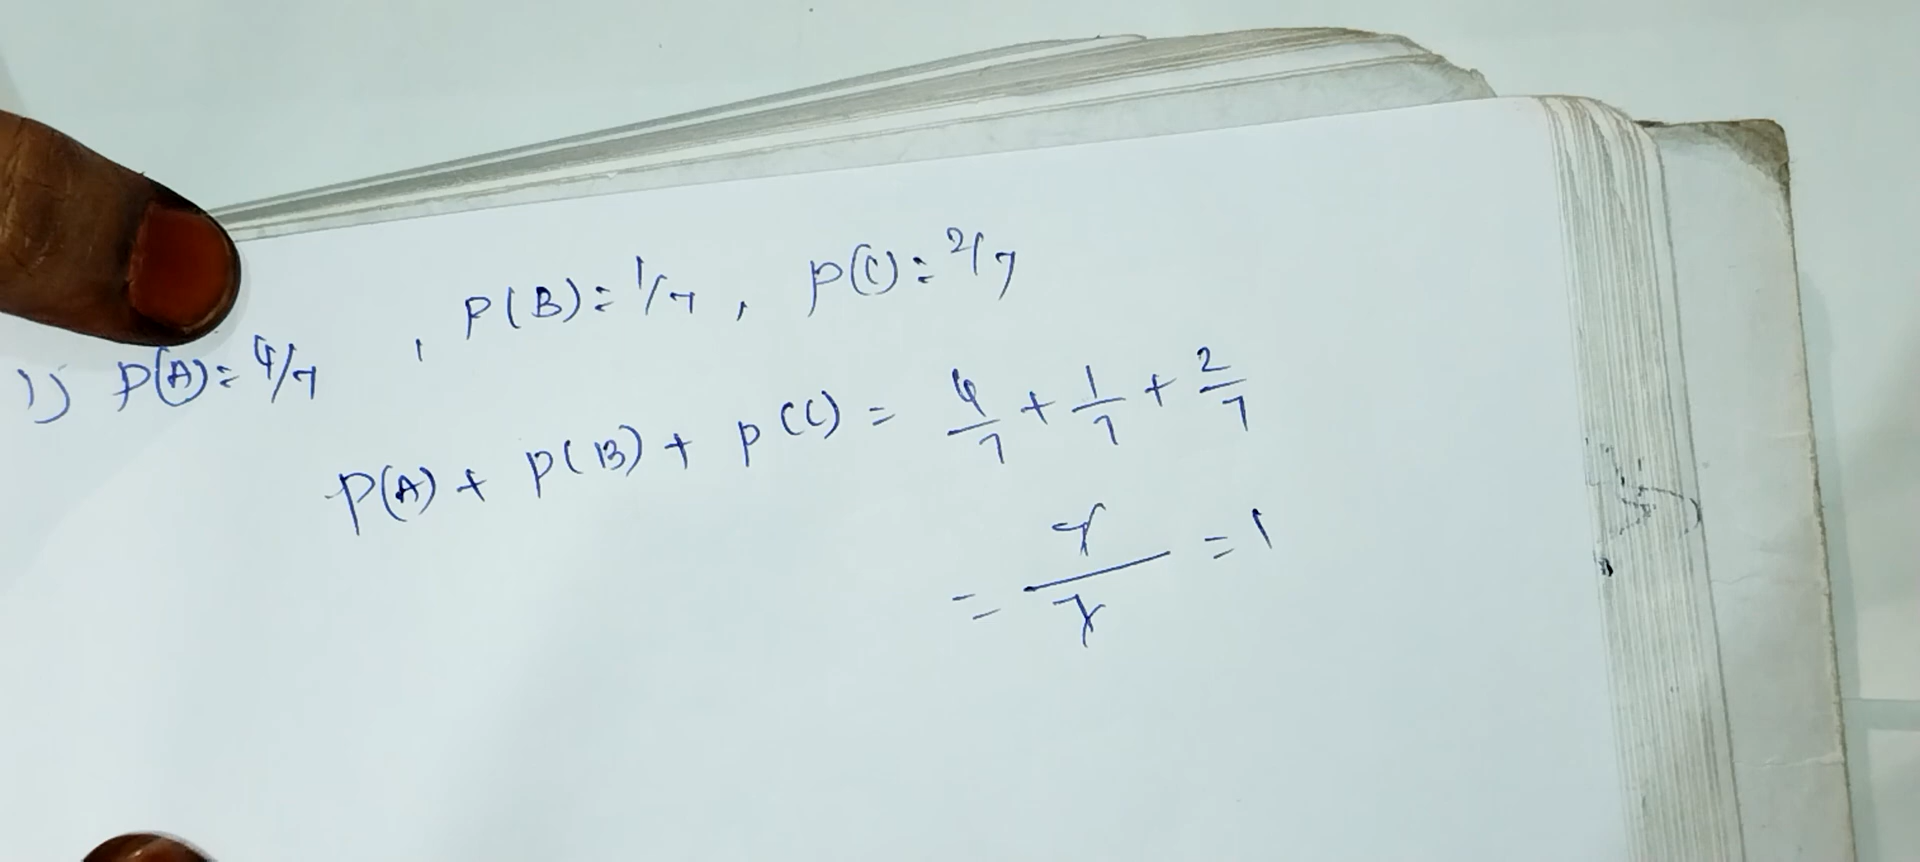 1) P(A) = 4/7 , P(B) = 1/7 , P(C) = 2/7
P(A) + P(B) + P(C) = 4/7 + 1/7 + 2/7
= 7/7 = 1